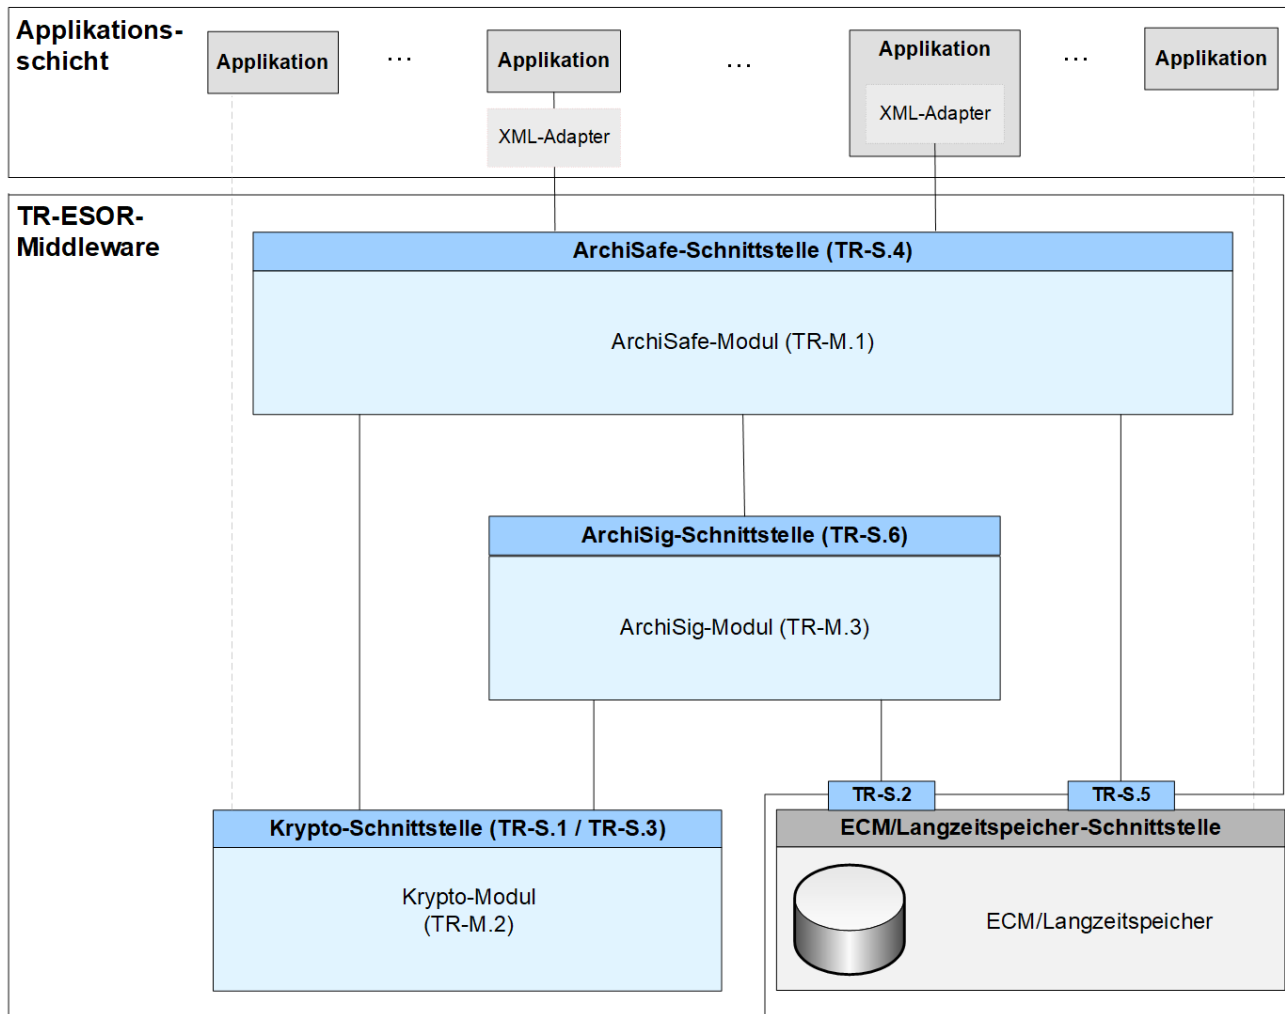 Applikations-
schicht
Applikation
...
Applikation
...
Applikation
...
Applikation
XML-Adapter
XML-Adapter
TR-ESOR-
Middleware
ArchiSafe-Schnittstelle (TR-S.4)
ArchiSafe-Modul (TR-M.1)
ArchiSig-Schnittstelle (TR-S.6)
ArchiSig-Modul (TR-M.3)
TR-S.2
TR-S.5
Krypto-Schnittstelle (TR-S.1 / TR-S.3)
ECM/Langzeitspeicher-Schnittstelle
Krypto-Modul
(TR-M.2)
ECM/Langzeitspeicher